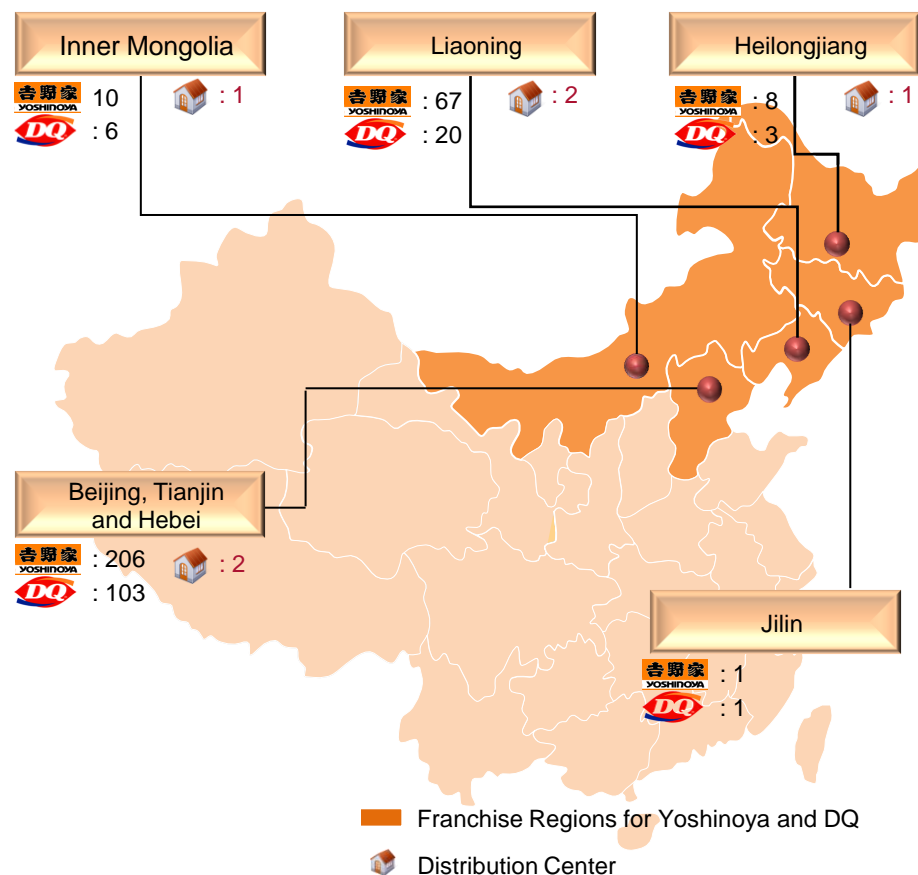 Inner Mongolia
吉野家
YOSHINOYA
10
: 1
DQ
: 6
Liaoning
吉野家
YOSHINOYA
: 67
: 2
DQ
: 20
Heilongjiang
吉野家
YOSHINOYA
: 8
: 1
DQ
: 3
Beijing, Tianjin
and Hebei
吉野家
YOSHINOYA
: 206
: 2
DQ
: 103
Jilin
吉野家
YOSHINOYA
: 1
DQ
: 1
Franchise Regions for Yoshinoya and DQ
Distribution Center